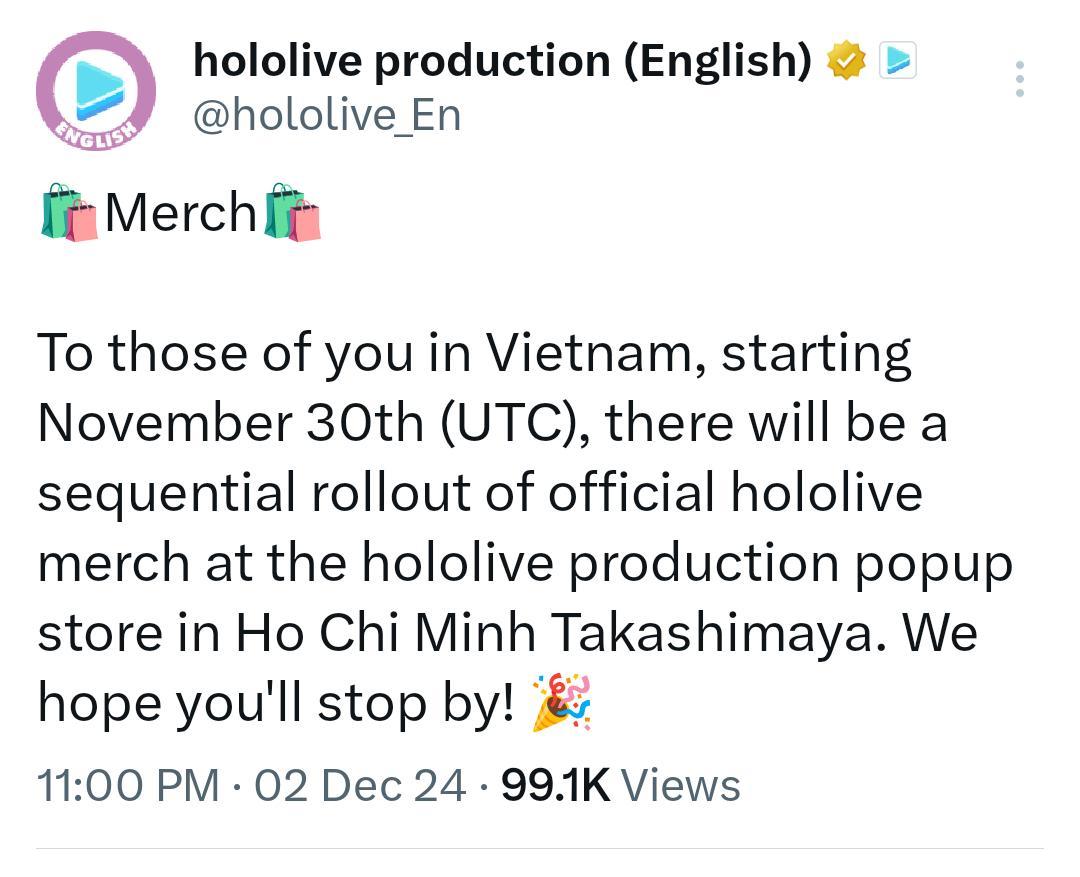 hololive production (English)
@hololive_En
ENGLISH
🛍️Merch🛍️
To those of you in Vietnam, starting
November 30th (UTC), there will be a
sequential rollout of official hololive
merch at the hololive production popup
store in Ho Chi Minh Takashimaya. We
hope you'll stop by! 🎉
11:00 PM · 02 Dec 24 · 99.1K Views